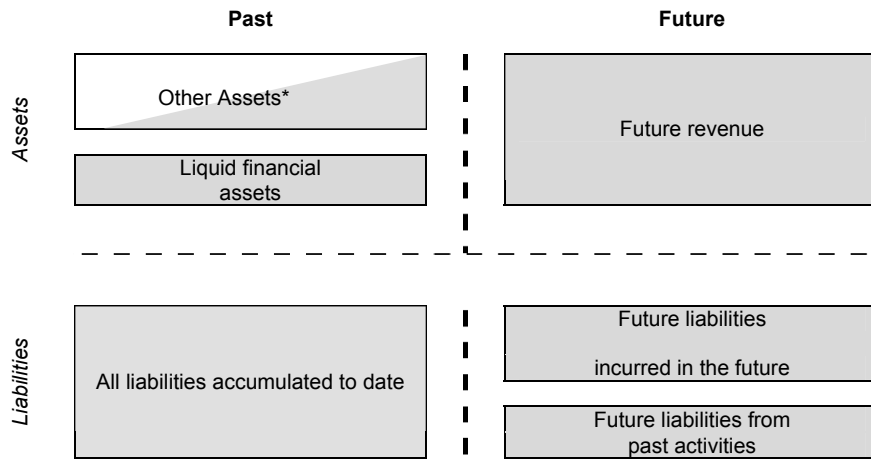 Past
Future
Assets
Other Assets*
Liquid financial
assets
Future revenue
Liabilities
All liabilities accumulated to date
Future liabilities
incurred in the future
Future liabilities from
past activities